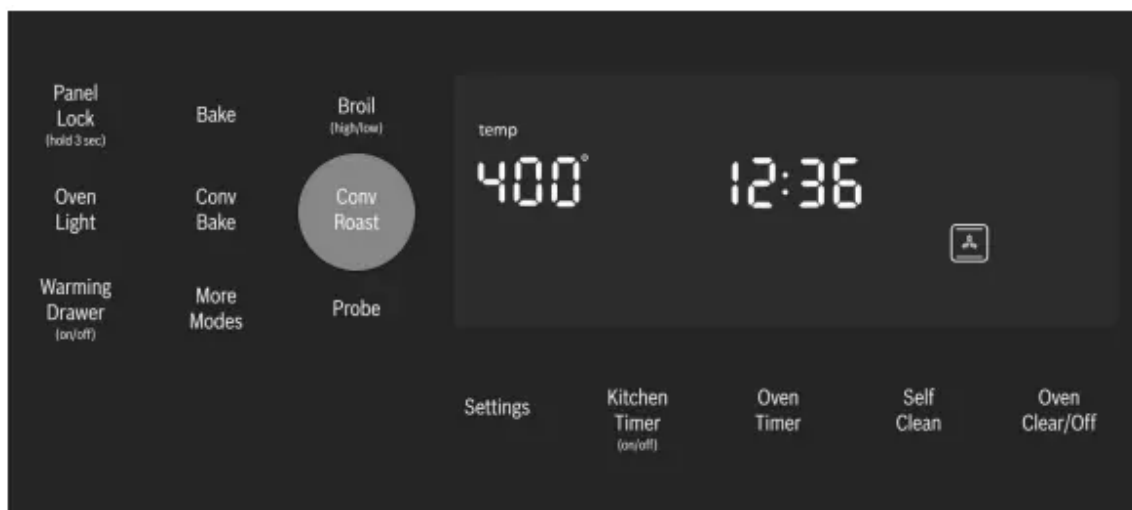 Panel
Lock
(hold 3 sec)
Bake
Broil
(high/low)
Oven
Light
Conv
Bake
Conv
Roast
Warming
Drawer
(on/off)
More
Modes
Probe
temp
400° 12:36
Settings
Kitchen
Timer
(on/off)
Oven
Timer
Self
Clean
Oven
Clear/Off